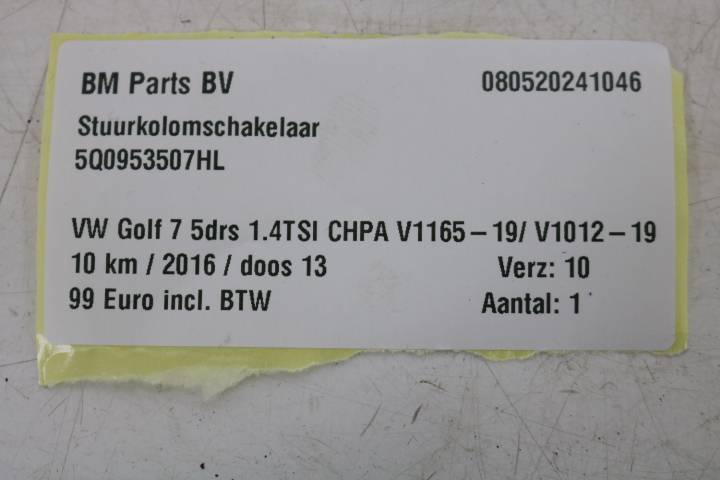 BM Parts BV 080520241046
Stuurkolomschakelaar
5Q0953507HL
VW Golf 7 5drs 1.4TSI CHPA V1165-19/ V1012-19
10 km / 2016 / doos 13 Verz: 10
99 Euro incl. BTW Aantal: 1